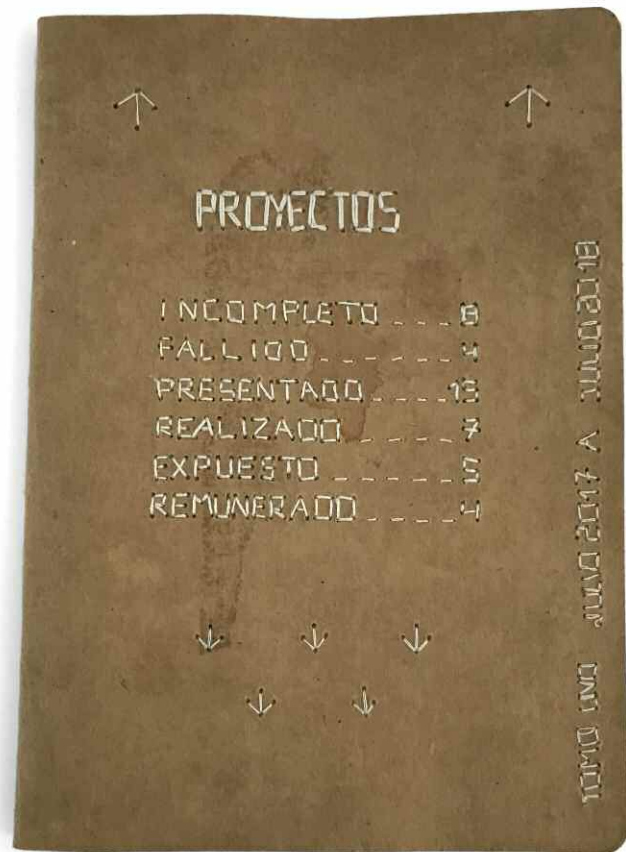 PROYECTOS
INCOMPLETO _ _ _ 8
FALLIDO _ _ _ _ _ _ 4
PRESENTADO _ _ _ _ 13
REALIZADO _ _ _ _ _ 7
EXPUESTO _ _ _ _ _ _ 5
REMUNERADO _ _ _ _ 4
TOMO UNO JULIO 2017 A JULIO 2018